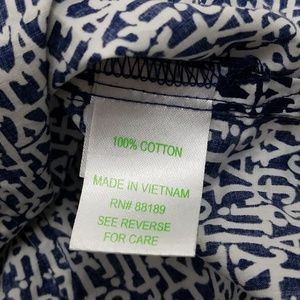 100% COTTON
MADE IN VIETNAM
RN# 88189
SEE REVERSE
FOR CARE